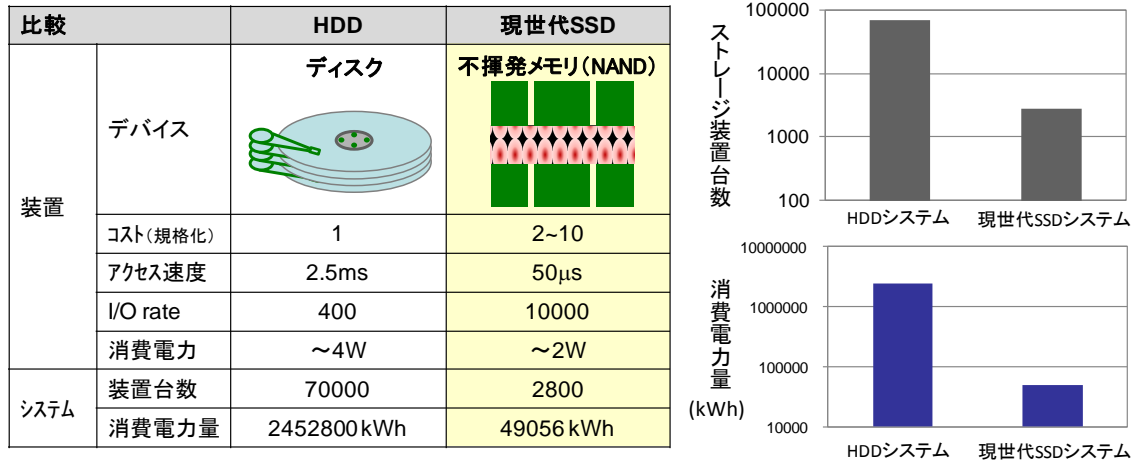 比較 HDD 現世代SSD
装置 デバイス ディスク 不揮発メモリ(NAND)
コスト(規格化) 1 2~10
アクセス速度 2.5ms 50μs
I/O rate 400 10000
消費電力 ～4W ～2W
システム 装置台数 70000 2800
消費電力量 2452800kWh 49056kWh
ストレージ装置台数
100000
10000
1000
100
HDDシステム 現世代SSDシステム
消費電力量
(kWh)
10000000
1000000
100000
10000
HDDシステム 現世代SSDシステム